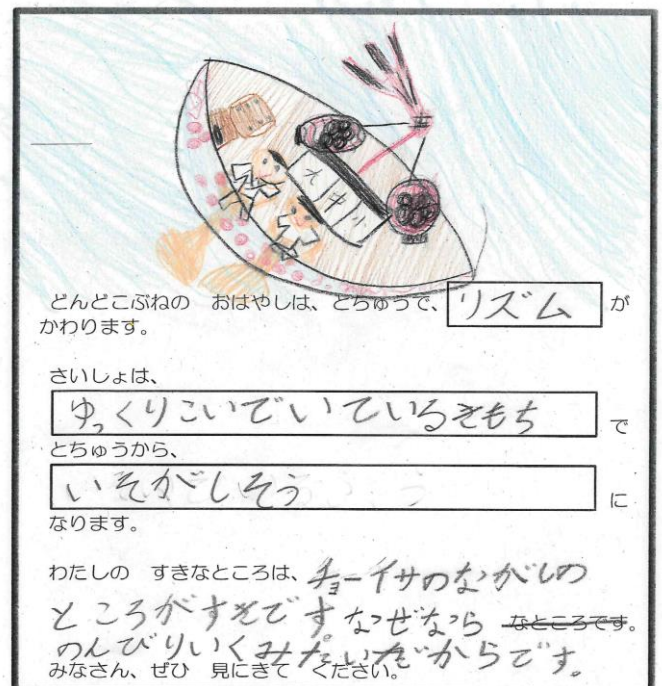 どんどこぶねの　おはやしは、とちゅうで、リズムが
かわります。
さいしょは、
ゆっくりこいでいているきもちで
とちゅうから、
いそがしそうに
なります。
わたしの　すきなところは、チョーイサのながしの
ところがすきです なぜなら なところです。
のんびりいくみたいだからです。
みなさん、ぜひ　見にきて　ください。